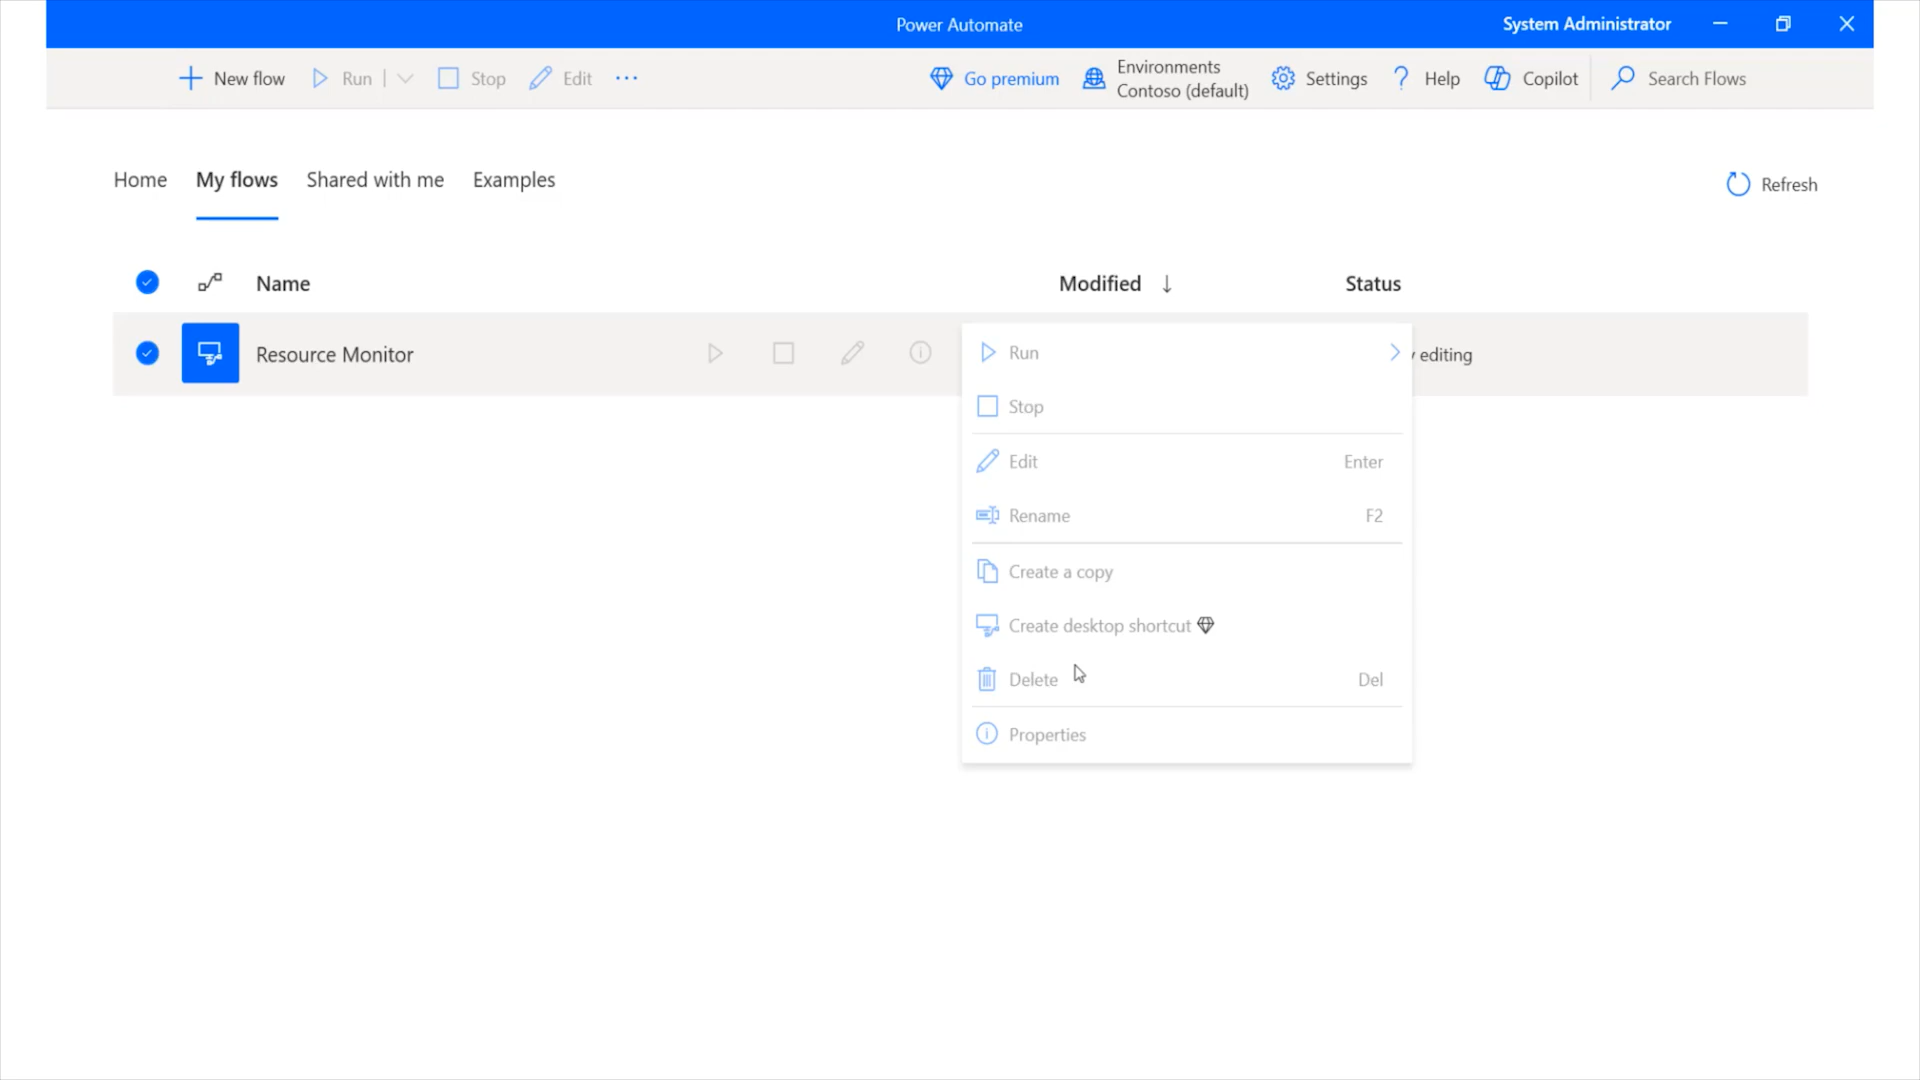 Power Automate
System Administrator
New flow
Run
Stop
Edit
Go premium
Environments
Contoso (default)
Settings
Help
Copilot
Search Flows
Home
My flows
Shared with me
Examples
Refresh
Name
Modified
Status
Resource Monitor
editing
Run
Stop
Edit Enter
Rename F2
Create a copy
Create desktop shortcut
Delete Del
Properties